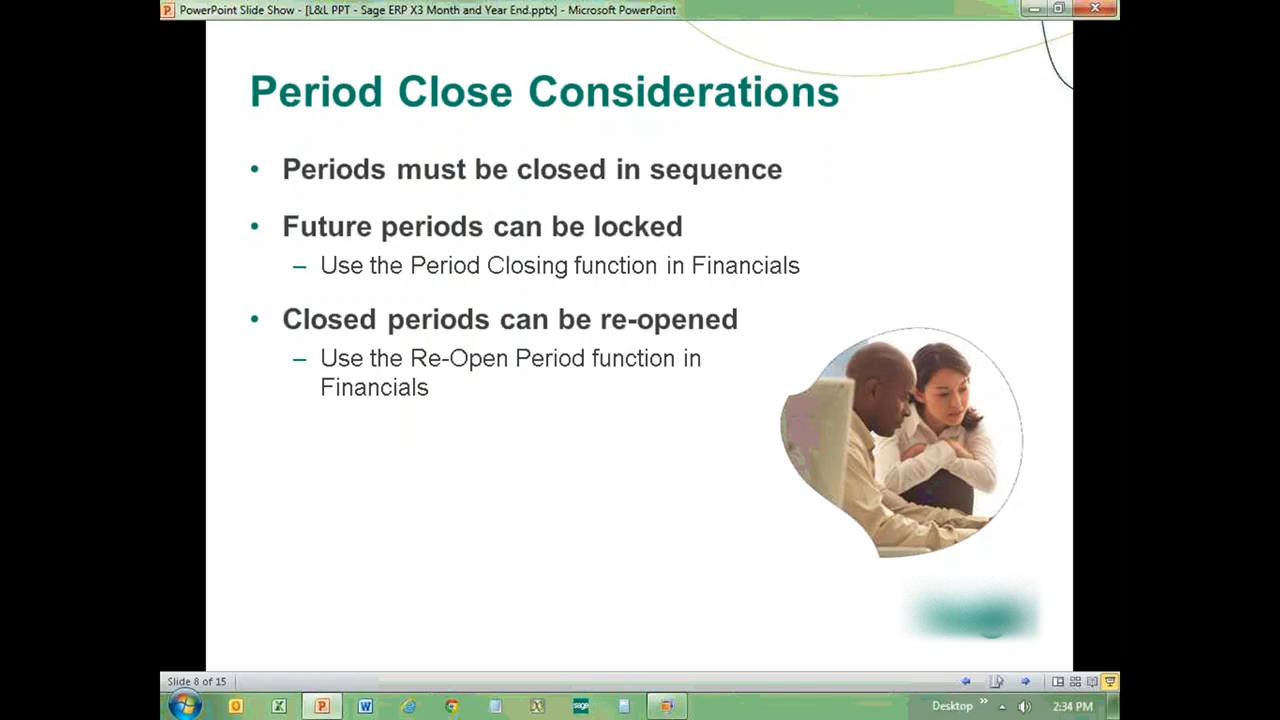 PowerPoint Slide Show - [L&L PPT - Sage ERP X3 Month and Year End.pptx] - Microsoft PowerPoint
Period Close Considerations
• Periods must be closed in sequence
• Future periods can be locked
– Use the Period Closing function in Financials
• Closed periods can be re-opened
– Use the Re-Open Period function in
Financials
Slide 8 of 15
sage
Desktop
2:34 PM